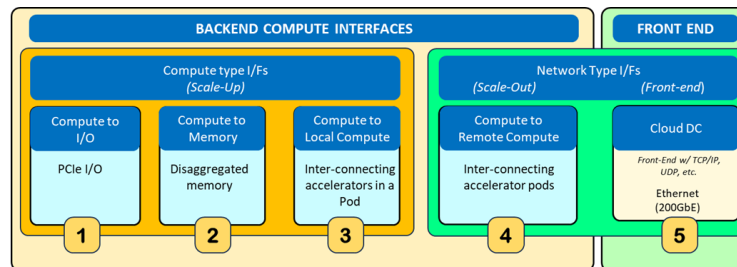 BACKEND COMPUTE INTERFACES
FRONT END
Compute type I/Fs
(Scale-Up)
Network Type I/Fs
(Scale-Out) (Front-end)
Compute to
I/O
PCIe I/O
1
Compute to
Memory
Disaggregated
memory
2
Compute to
Local Compute
Inter-connecting
accelerators in a
Pod
3
Compute to
Remote Compute
Inter-connecting
accelerator pods
4
Cloud DC
Front-End w/ TCP/IP,
UDP, etc.
Ethernet
(200GbE)
5